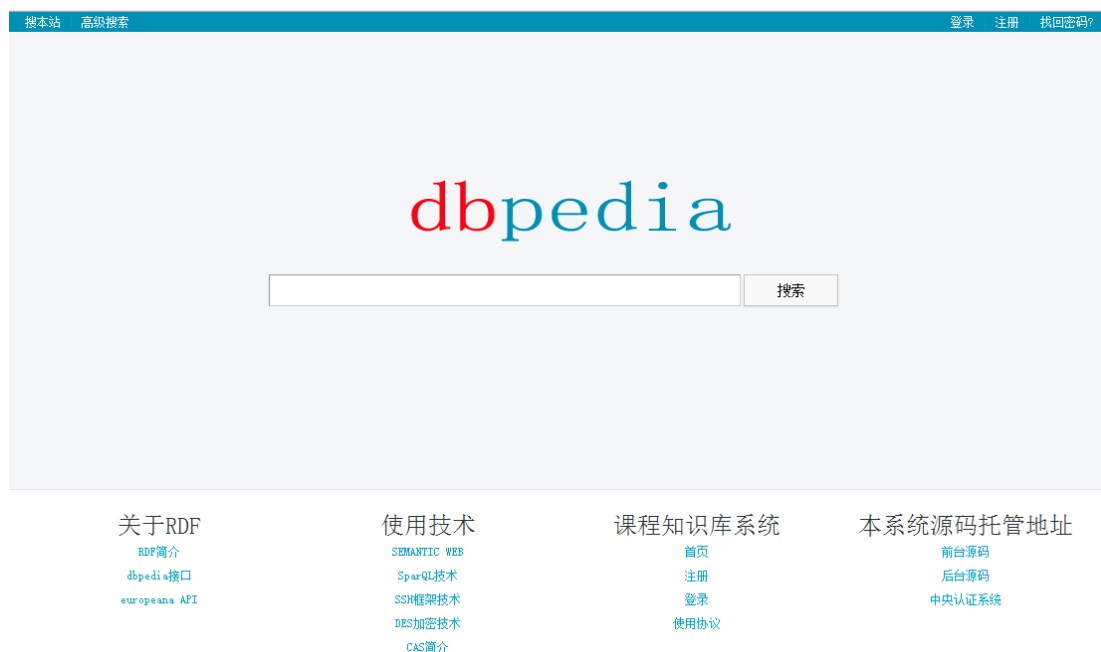 搜本站 高级搜索 登录 注册 找回密码?
dbpedia
搜索
关于RDF 使用技术 课程知识库系统 本系统源码托管地址
RDF简介 SEMANTIC WEB 首页 前台源码
dbpedia接口 SparQL技术 注册 后台源码
europeana API SSH框架技术 登录 中央认证系统
DES加密技术 使用协议
CAS简介